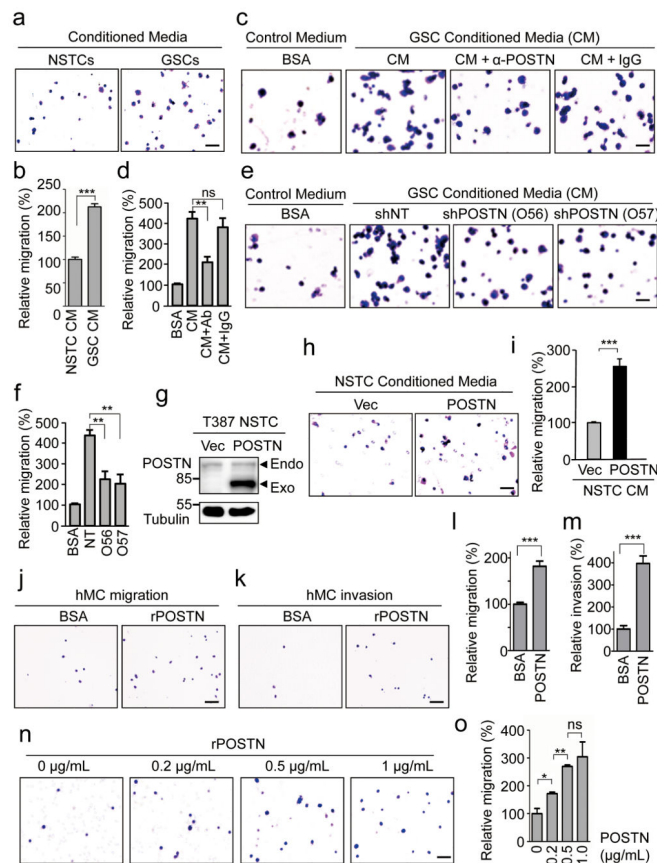 a
Conditioned Media
NSTCs GSCs
b
Relative migration (%)
250
200
150
100
50
0
***
NSTC CM
GSC CM
c
Control Medium GSC Conditioned Media (CM)
BSA CM CM + α-POSTN CM + IgG
d
Relative migration (%)
500
400
300
200
100
0
ns
**
BSA
CM
CM+Ab
CM+IgG
e
Control Medium GSC Conditioned Media (CM)
BSA shNT shPOSTN (O56) shPOSTN (O57)
f
Relative migration (%)
500
400
300
200
100
0
**
**
BSA
NT
O56
O57
g
T387 NSTC
Vec POSTN
POSTN
85
Endo
Exo
55
Tubulin
h
NSTC Conditioned Media
Vec POSTN
i
Relative migration (%)
300
200
100
0
***
Vec POSTN
NSTC CM
j
hMC migration
BSA rPOSTN
k
hMC invasion
BSA rPOSTN
l
Relative migration (%)
200
100
0
***
BSA
POSTN
m
Relative invasion (%)
400
300
200
100
0
***
BSA
POSTN
n
rPOSTN
0 µg/mL 0.2 µg/mL 0.5 µg/mL 1 µg/mL
o
Relative migration (%)
400
300
200
100
0
*
**
ns
0
0.2
0.5
1.0
POSTN
(µg/mL)